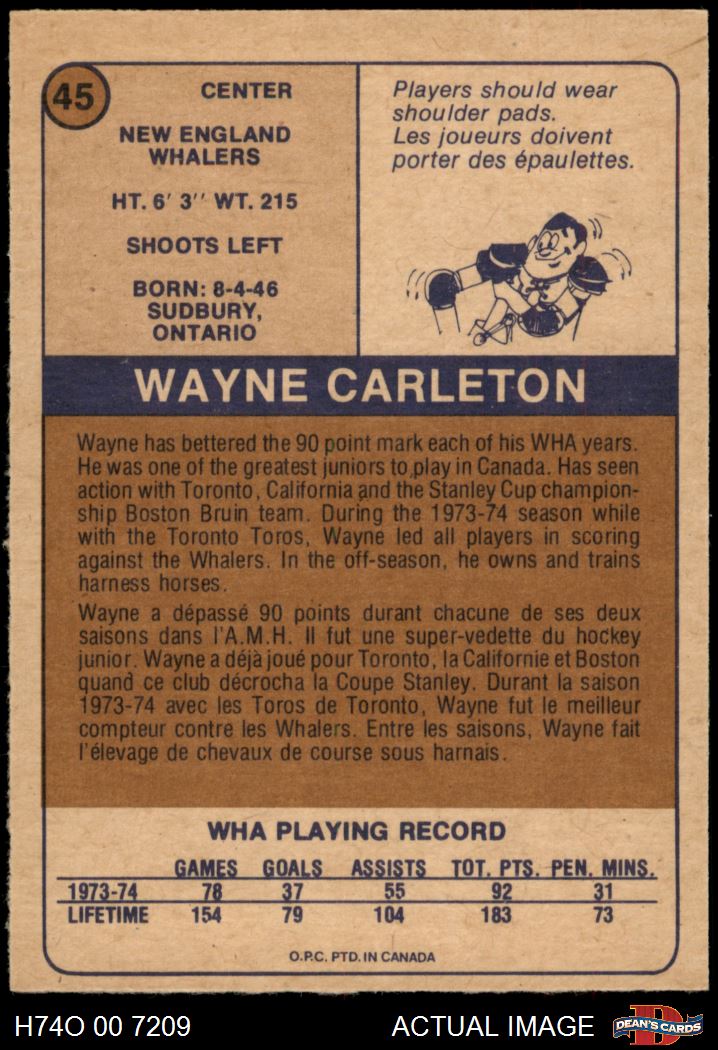 45
CENTER
NEW ENGLAND
WHALERS
HT. 6' 3'' WT. 215
SHOOTS LEFT
BORN: 8-4-46
SUDBURY,
ONTARIO
Players should wear
shoulder pads.
Les joueurs doivent
porter des épaulettes.
WAYNE CARLETON
Wayne has bettered the 90 point mark each of his WHA years.
He was one of the greatest juniors to play in Canada. Has seen
action with Toronto, California and the Stanley Cup champion-
ship Boston Bruin team. During the 1973-74 season while
with the Toronto Toros, Wayne led all players in scoring
against the Whalers. In the off-season, he owns and trains
harness horses.
Wayne a dépassé 90 points durant chacune de ses deux
saisons dans l'A.M.H. Il fut une super-vedette du hockey
junior. Wayne a déjà joué pour Toronto, la Californie et Boston
quand ce club décrocha la Coupe Stanley. Durant la saison
1973-74 avec les Toros de Toronto, Wayne fut le meilleur
compteur contre les Whalers. Entre les saisons, Wayne fait
l'élevage de chevaux de course sous harnais.
WHA PLAYING RECORD
GAMES GOALS ASSISTS TOT. PTS. PEN. MINS.
1973-74 78 37 55 92 31
LIFETIME 154 79 104 183 73
O.P.C. PTD. IN CANADA
H74O 00 7209 ACTUAL IMAGE D DEAN'S CARDS